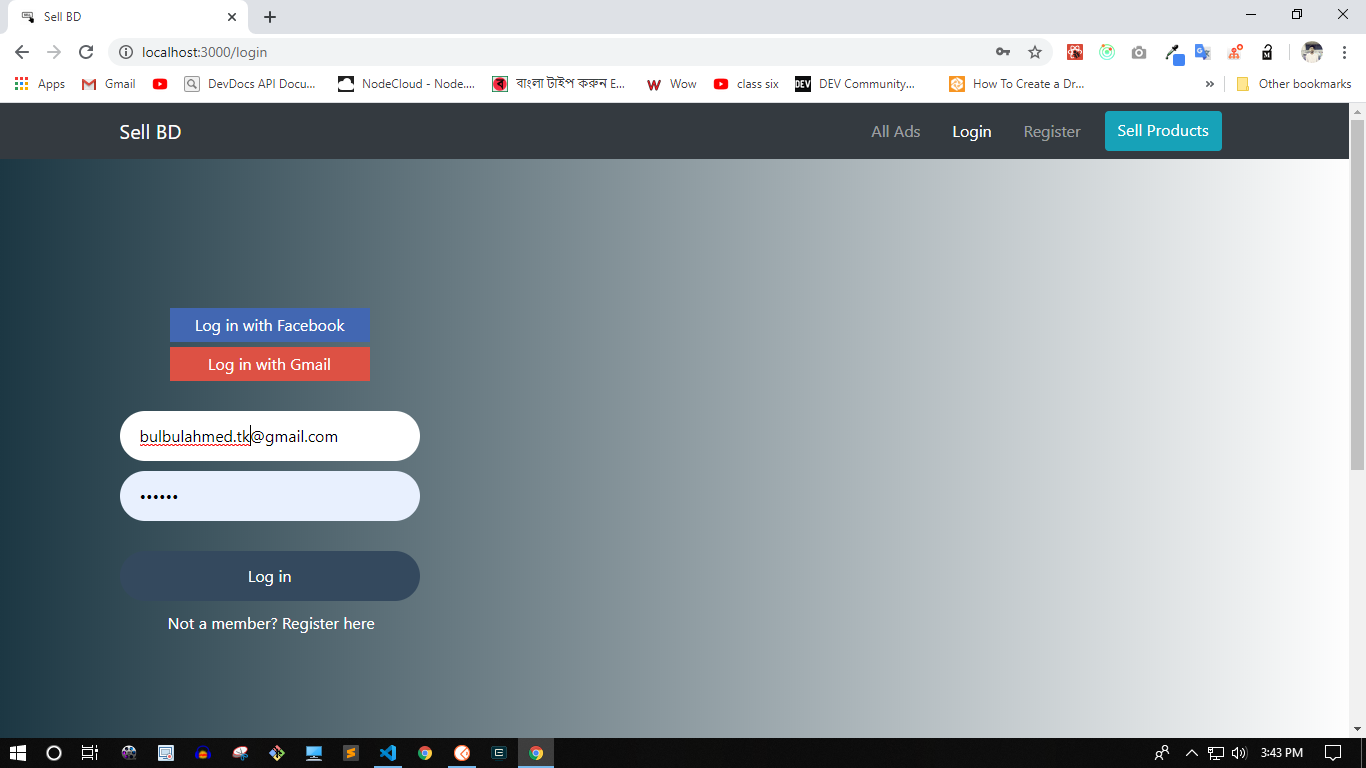 Sell BD
localhost:3000/login
Apps Gmail DevDocs API Docu... NodeCloud - Node.... বাংলা টাইপ করুন E... Wow class six DEV DEV Community... How To Create a Dr... » Other bookmarks
Sell BD All Ads Login Register Sell Products
Log in with Facebook
Log in with Gmail
bulbulahmed.tk@gmail.com
••••••
Log in
Not a member? Register here
3:43 PM